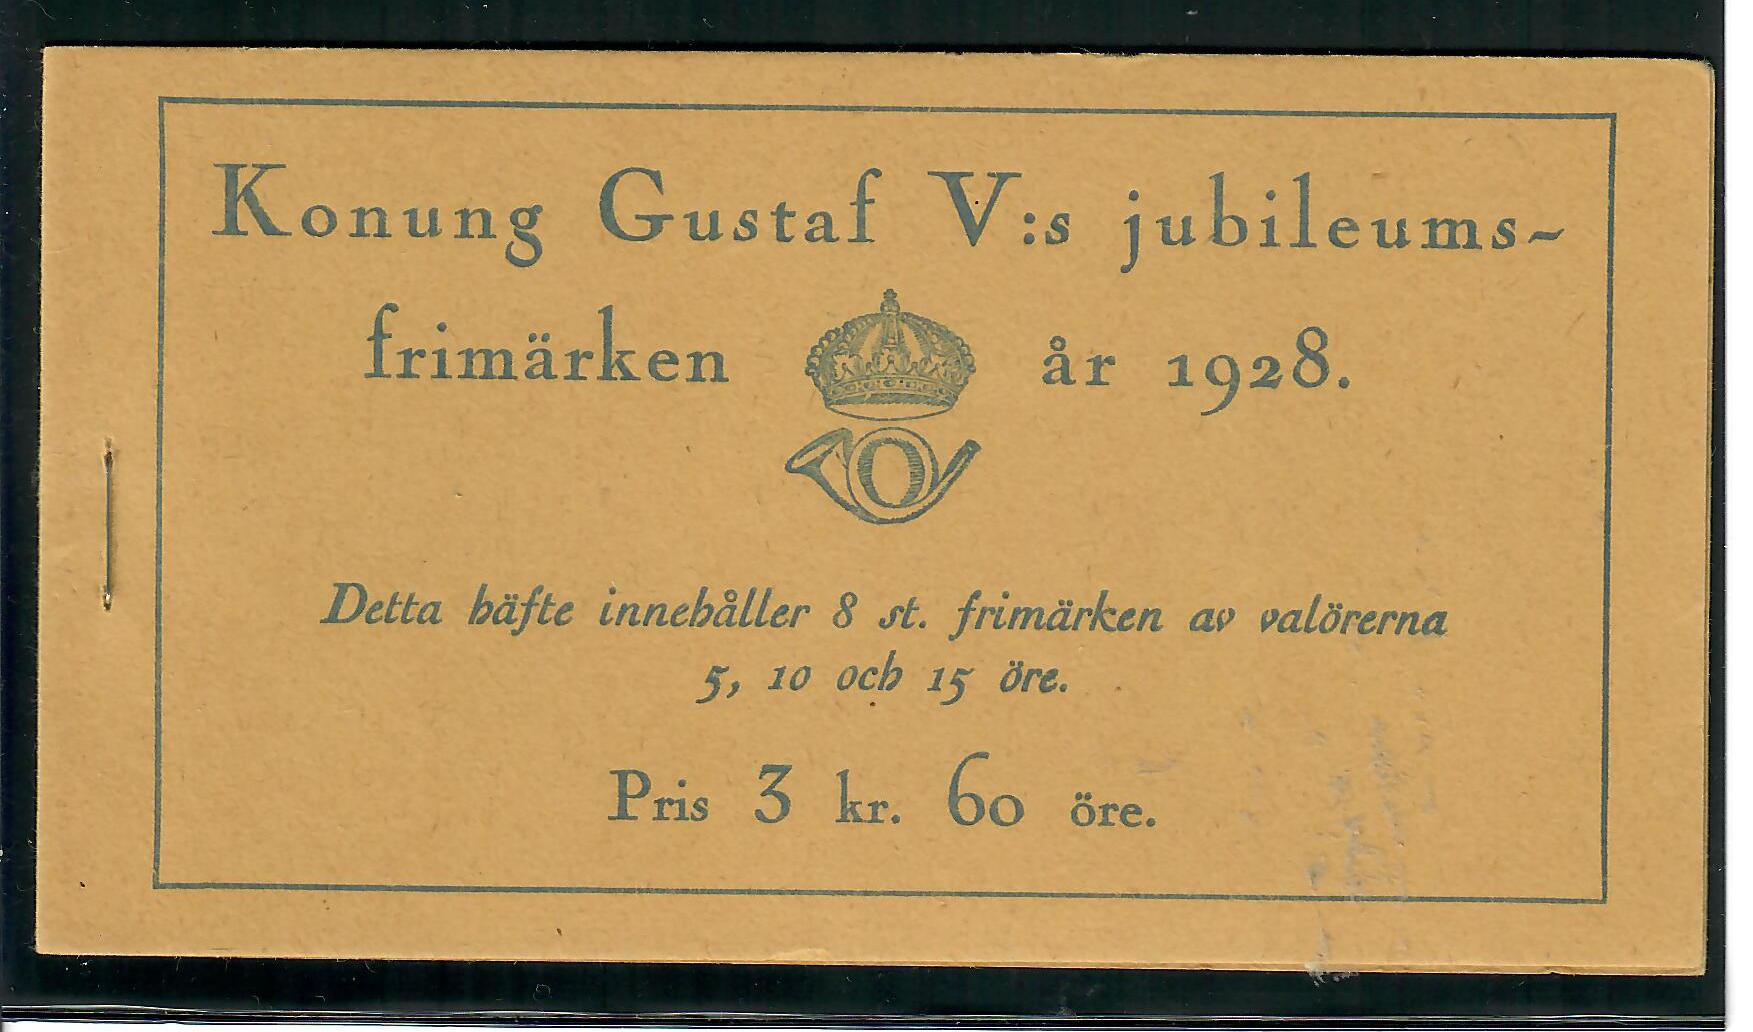 Konung Gustaf V:s jubileums-
frimärken år 1928.
Detta häfte innehåller 8 st. frimärken av valörerna
5, 10 och 15 öre.
Pris 3 kr. 60 öre.